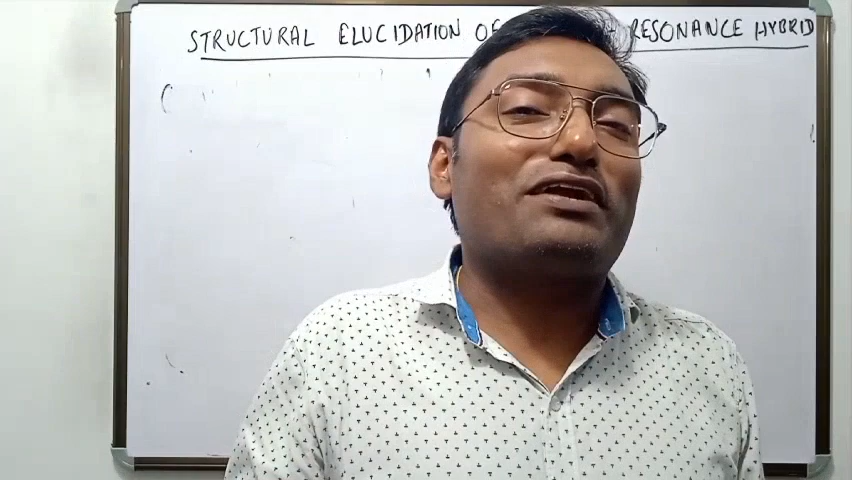 STRUCTURAL ELUCIDATION OF RESONANCE HYBRID